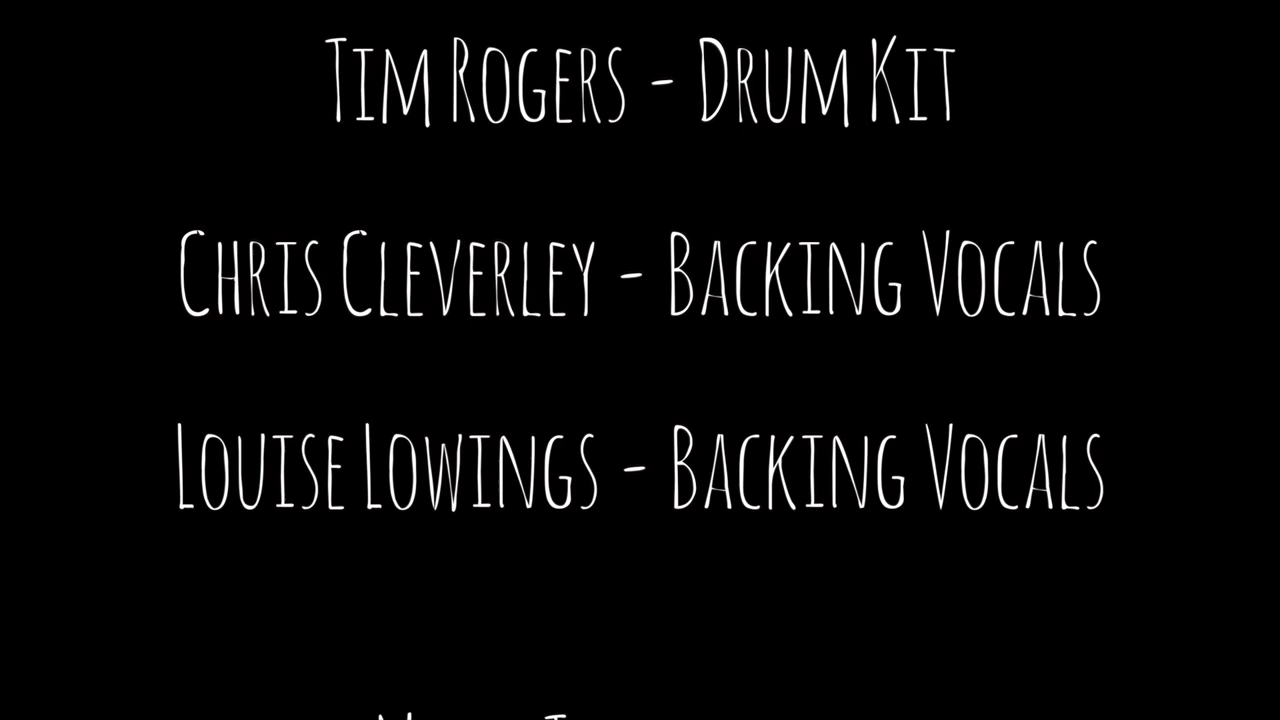 Tim Rogers - Drum Kit
Chris Cleverley - Backing Vocals
Louise Lowings - Backing Vocals